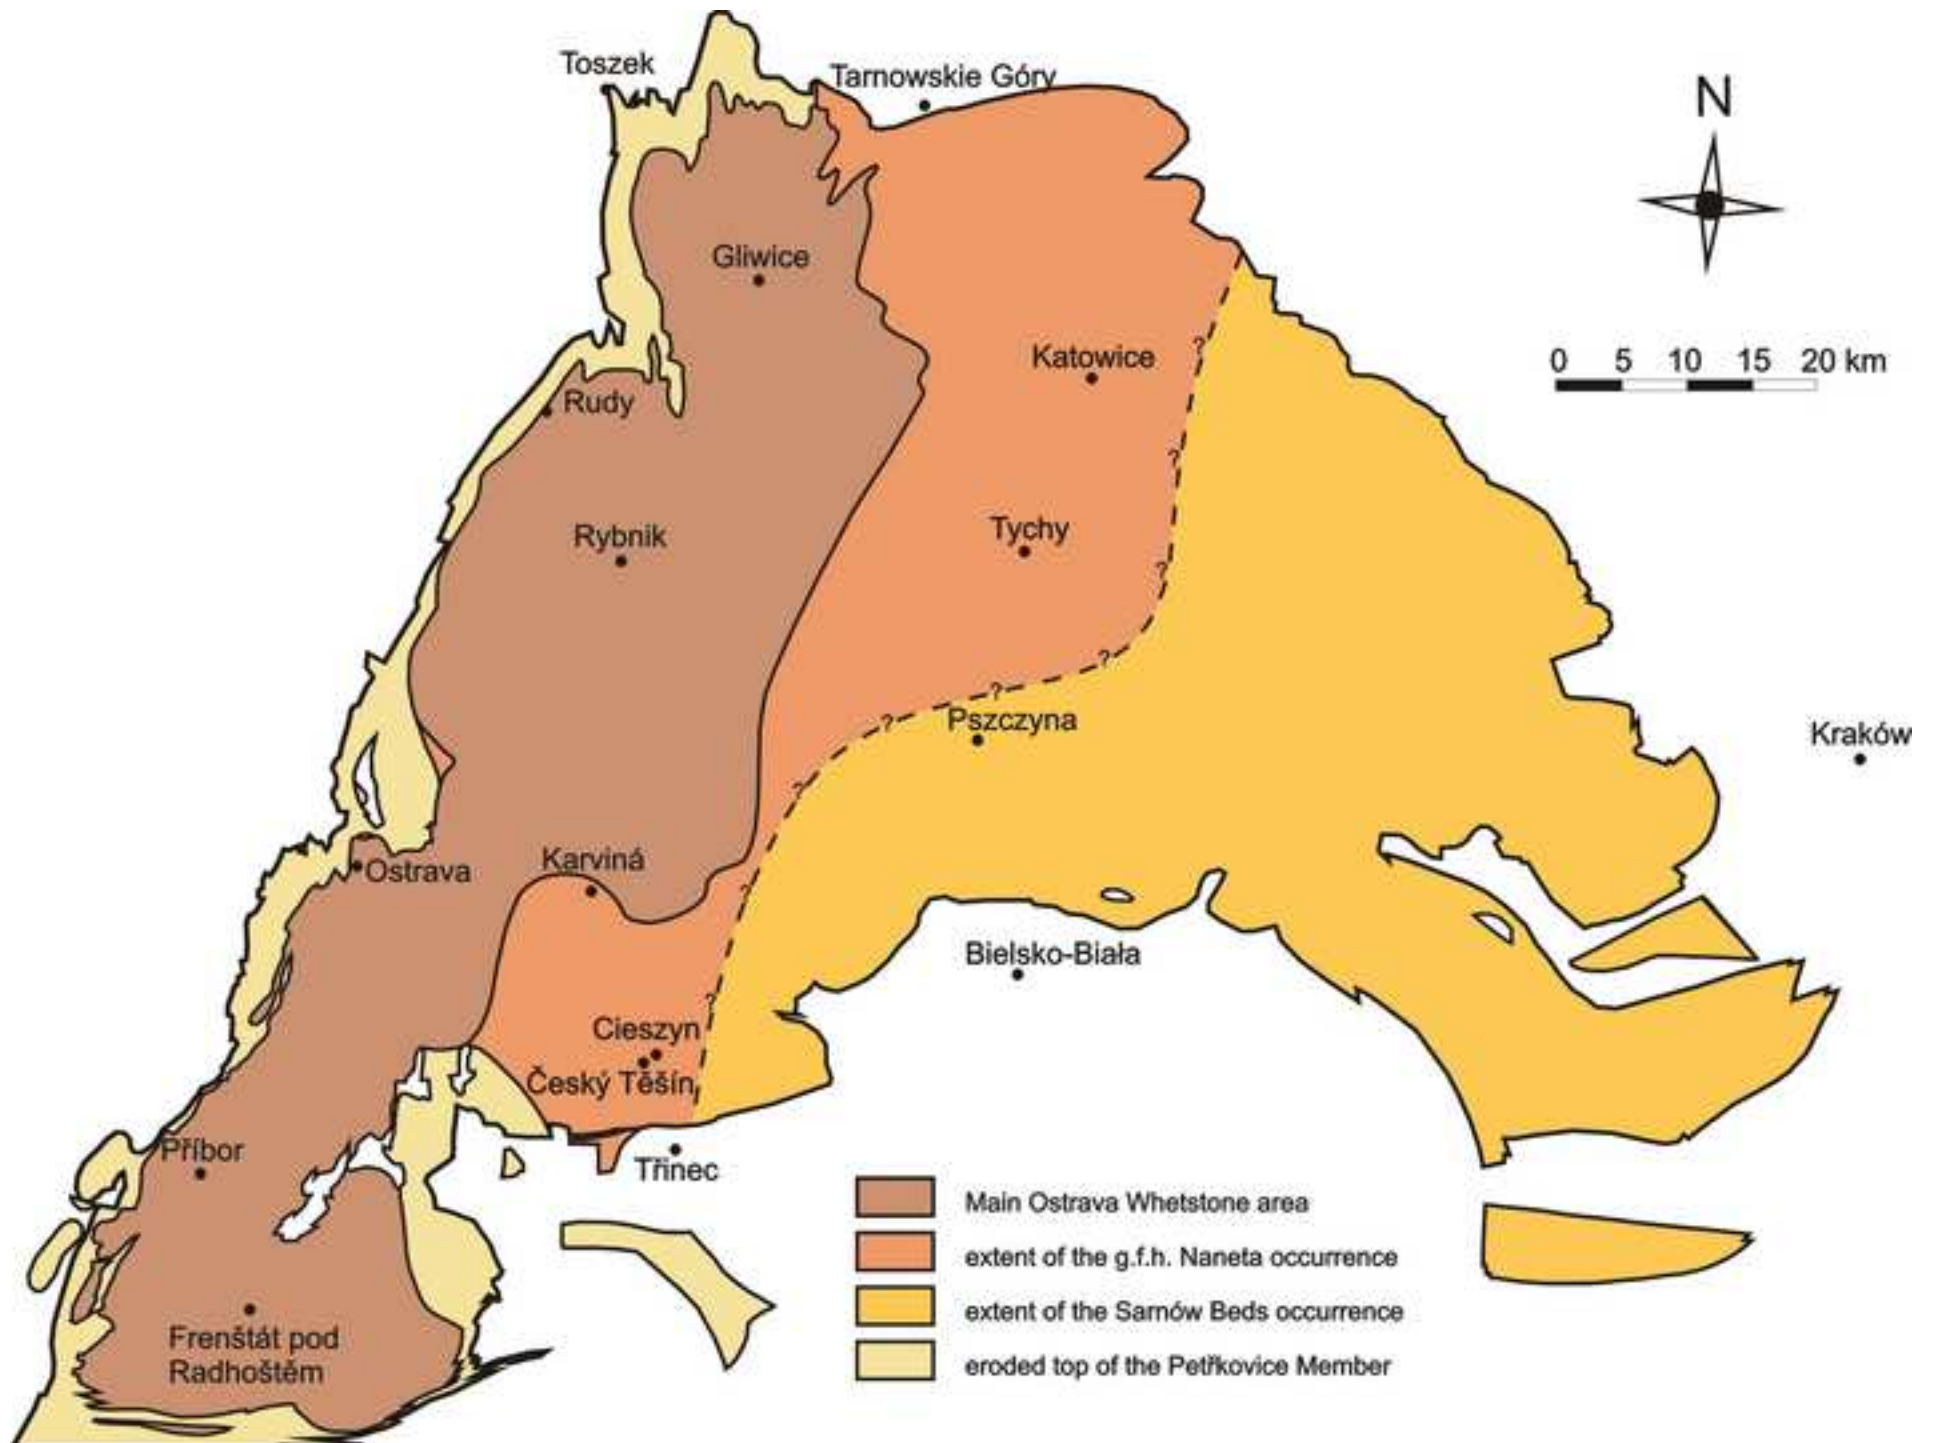 Toszek
Tarnowskie Góry
N
Gliwice
Katowice
0 5 10 15 20 km
?
Rudy
?
Rybnik
Tychy
?
?
?
?
Pszczyna
Kraków
?
Karviná
Ostrava
?
Bielsko-Biała
?
Cieszyn
Český Těšín
Příbor
Třinec
Main Ostrava Whetstone area
extent of the g.f.h. Naneta occurrence
extent of the Sarnów Beds occurrence
eroded top of the Petřkovice Member
Frenštát pod
Radhoštěm